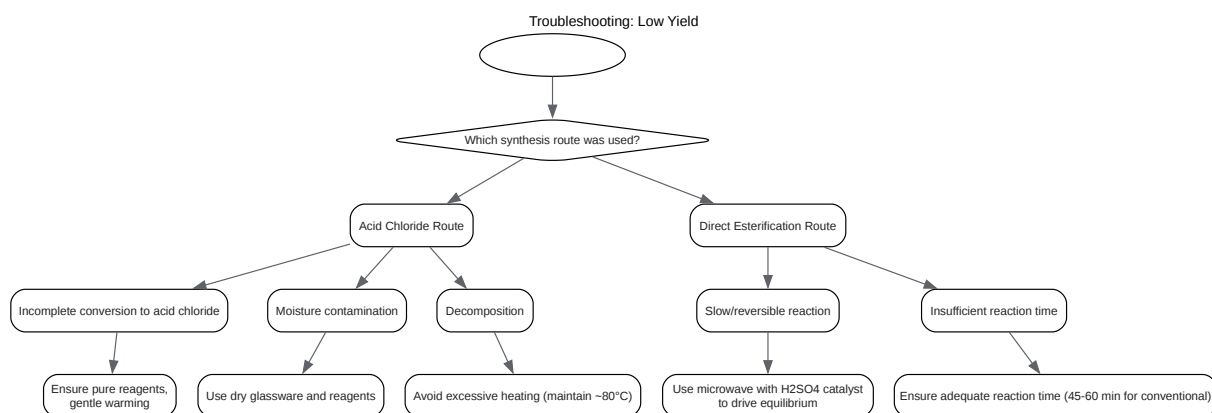 Troubleshooting: Low Yield
Which synthesis route was used?
Acid Chloride Route
Direct Esterification Route
Incomplete conversion to acid chloride
Moisture contamination
Decomposition
Slow/reversible reaction
Insufficient reaction time
Ensure pure reagents,
gentle warming
Use dry glassware and reagents
Avoid excessive heating (maintain ~80°C)
Use microwave with H2SO4 catalyst
to drive equilibrium
Ensure adequate reaction time (45-60 min for conventional)